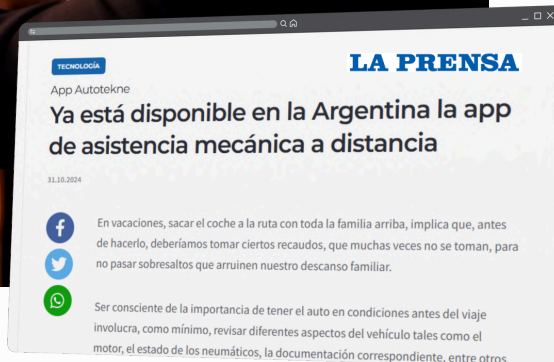 TECNOLOGÍA
LA PRENSA
App Autotekne
Ya está disponible en la Argentina la app
de asistencia mecánica a distancia
31.10.2024
En vacaciones, sacar el coche a la ruta con toda la familia arriba, implica que, antes
de hacerlo, deberíamos tomar ciertos recaudos, que muchas veces no se toman, para
no pasar sobresaltos que arruinen nuestro descanso familiar.
Ser consciente de la importancia de tener el auto en condiciones antes del viaje
involucra, como mínimo, revisar diferentes aspectos del vehículo tales como el
motor, el estado de los neumáticos, la documentación correspondiente, entre otros